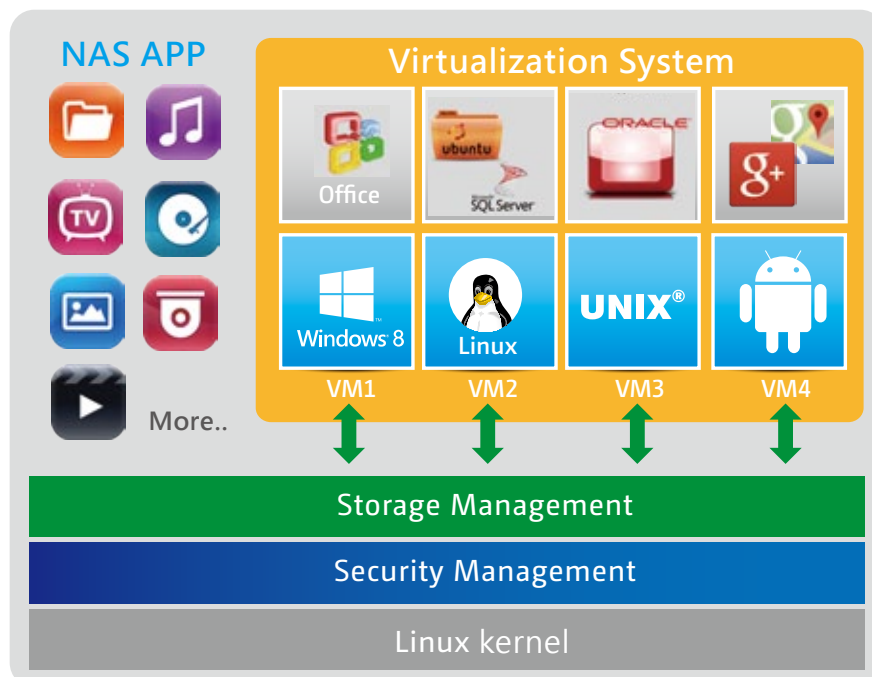 NAS APP
Virtualization System
TV
More..
Office
ubuntu
Microsoft
SQL Server
ORACLE
g+
Windows 8
Linux
UNIX®
VM1
VM2
VM3
VM4
Storage Management
Security Management
Linux kernel